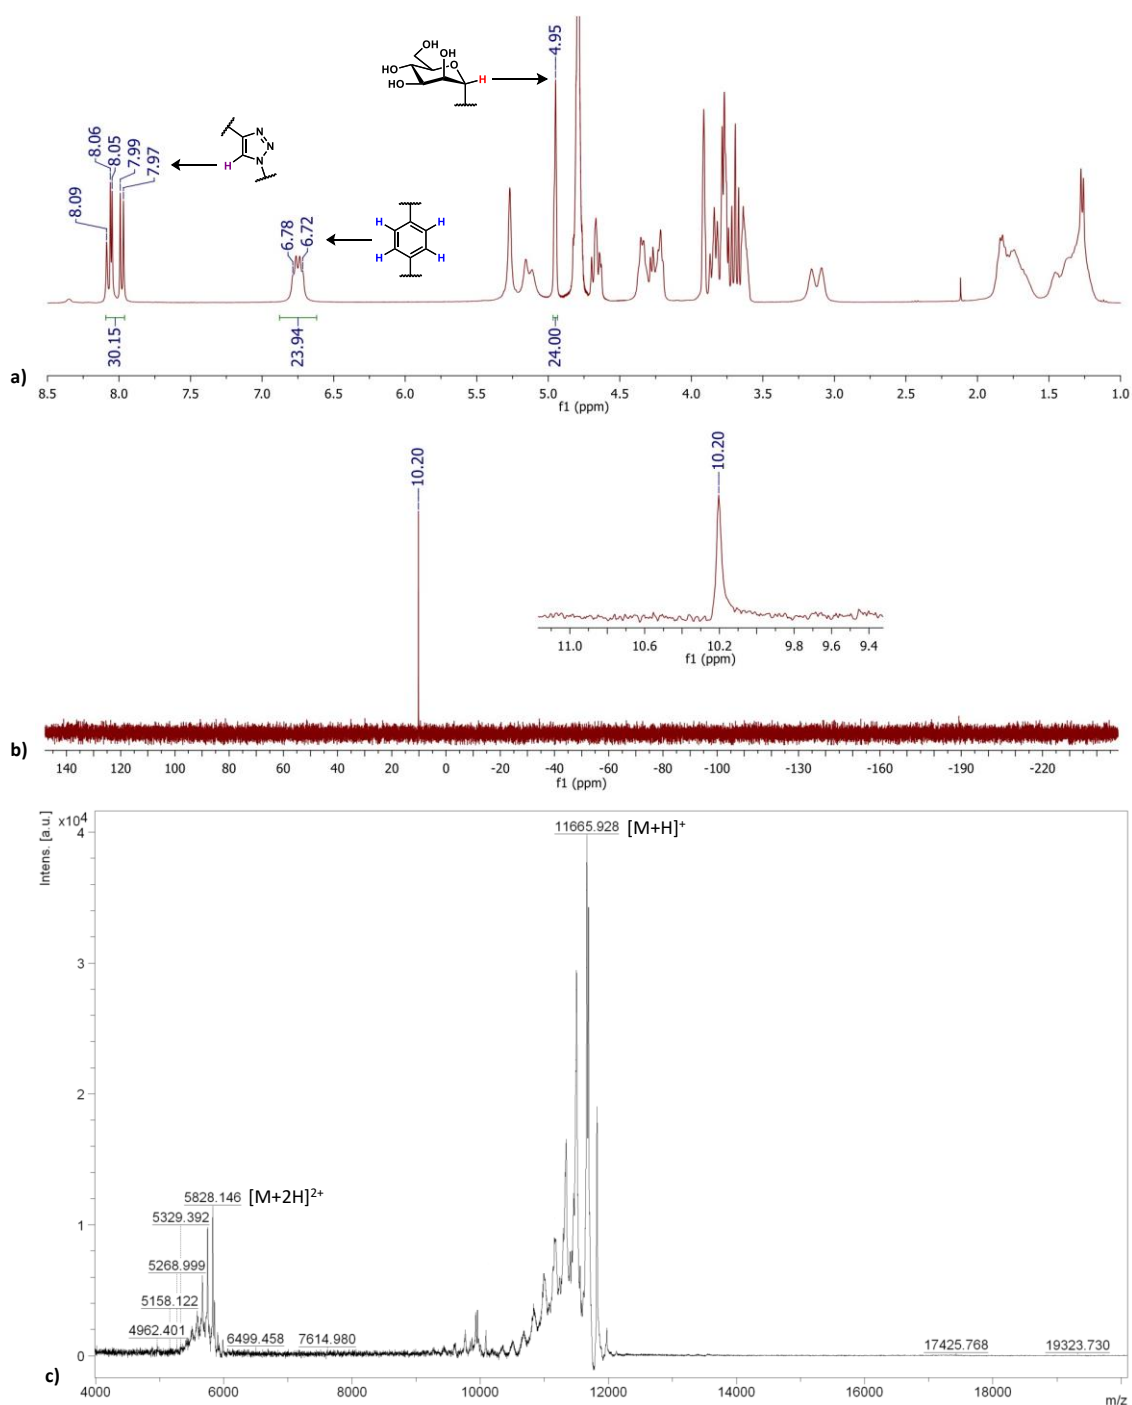 OH
OH
HO
O
HO
H
4.95
8.09
8.06
8.05
7.99
7.97
N
N
N
H
6.78
6.72
H
H
H
H
30.15
23.94
24.00
a)
8.5 8.0 7.0 6.5 6.0 5.5 5.0 4.5 4.0 3.5 3.0 2.5 2.0 1.5 1.0
f1 (ppm)
10.20
10.20
11.0 10.6 10.2 9.8 9.6 9.4
f1 (ppm)
b)
140 120 100 80 60 40 20 0 -20 -40 -60 -80 -100 -130 -160 -190 -220
f1 (ppm)
Intens. [a.u.]
x10⁴
4
3
2
1
0
11665.928 [M+H]⁺
5828.146 [M+2H]²⁺
5329.392
5268.999
5158.122
4962.401
6499.458
7614.980
17425.768
19323.730
c)
4000 6000 8000 10000 12000 14000 16000 18000
m/z